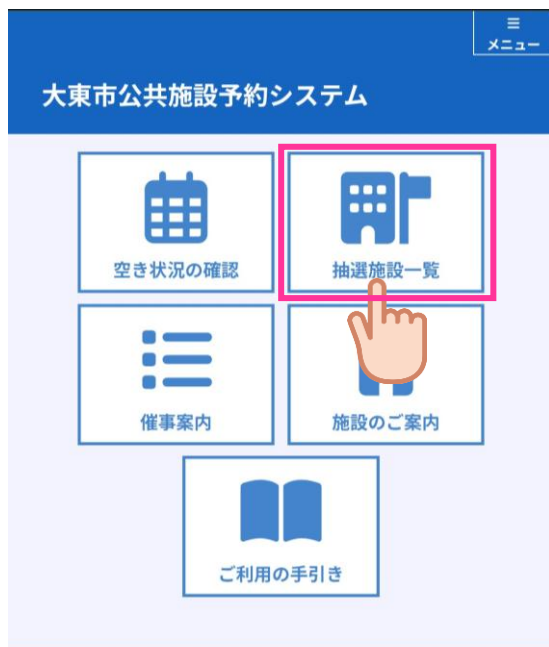 メニュー
大東市公共施設予約システム
空き状況の確認
抽選施設一覧
催事案内
施設のご案内
ご利用の手引き